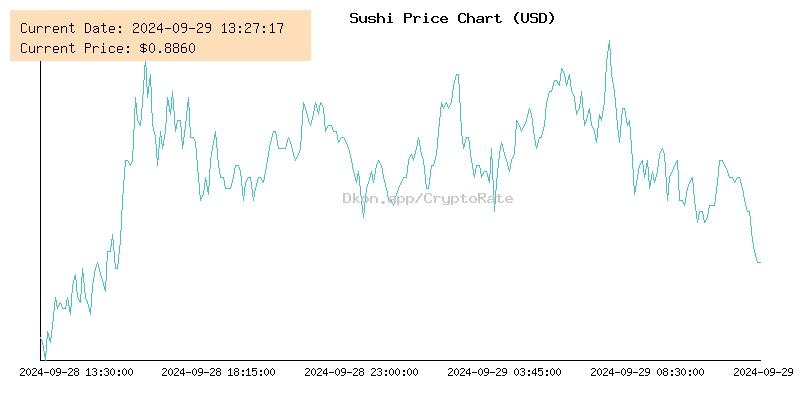 Sushi Price Chart (USD)
Current Date: 2024-09-29 13:27:17
Current Price: $0.8860
Dkon.app/CryptoRate
2024-09-28 13:30:00
2024-09-28 18:15:00
2024-09-28 23:00:00
2024-09-29 03:45:00
2024-09-29 08:30:00
2024-09-29